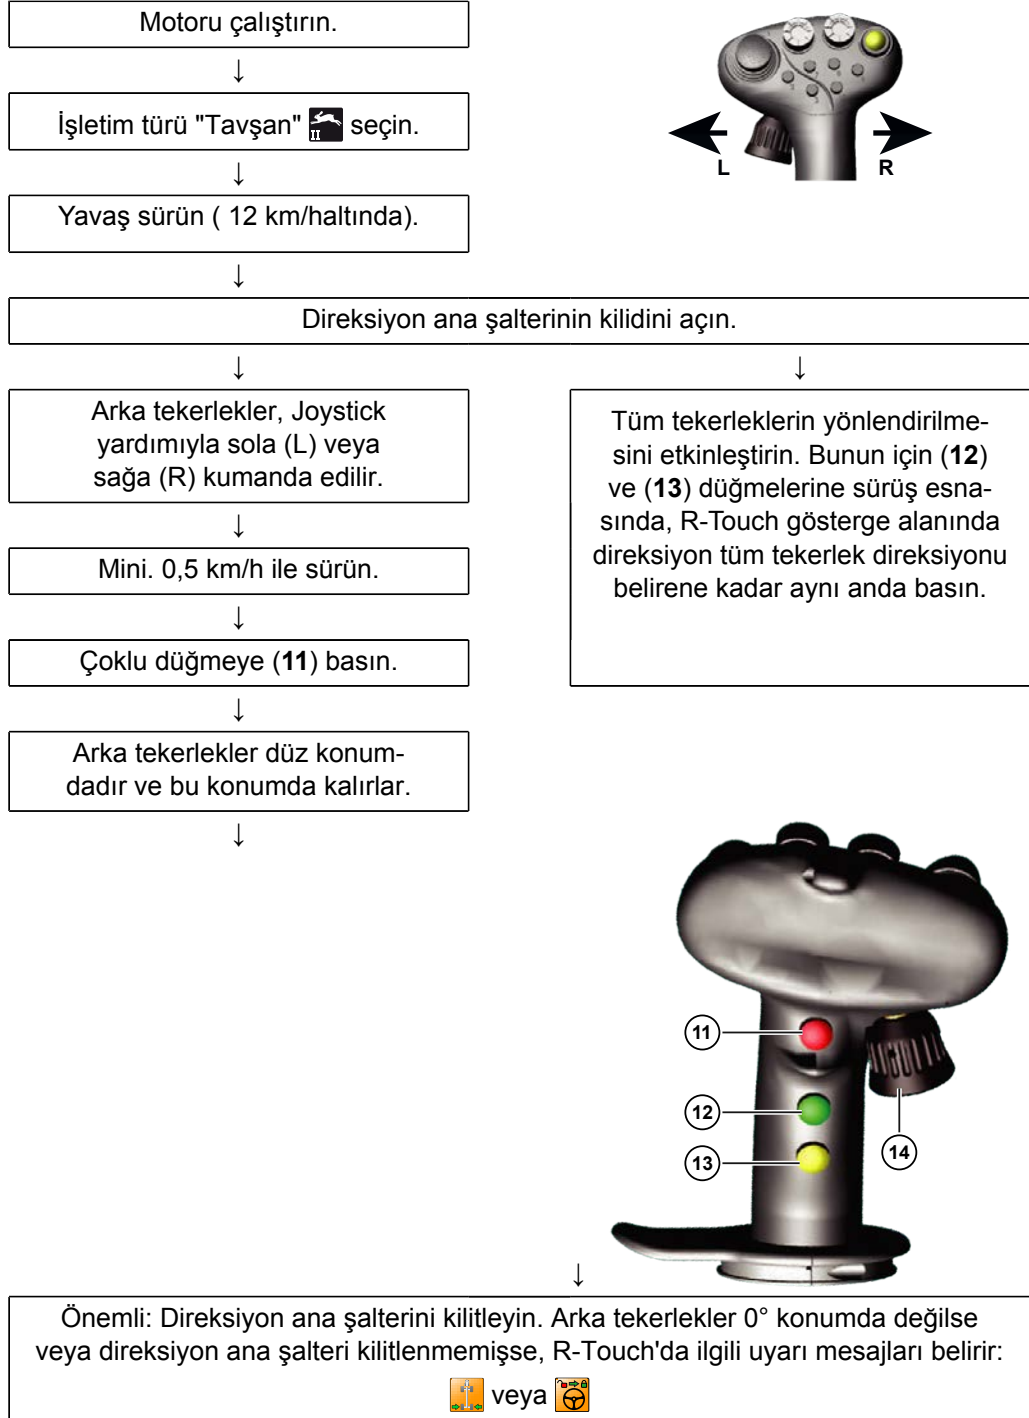 Motoru çalıştırın.
↓
İşletim türü "Tavşan" II seçin.
↓
Yavaş sürün ( 12 km/haltında).
L R
↓
Direksiyon ana şalterinin kilidini açın.
↓ ↓
Arka tekerlekler, Joystick
yardımıyla sola (L) veya
sağa (R) kumanda edilir.
↓
Mini. 0,5 km/h ile sürün.
↓
Çoklu düğmeye (11) basın.
↓
Arka tekerlekler düz konum-
dadır ve bu konumda kalırlar.
↓
Tüm tekerleklerin yönlendirilme-
sini etkinleştirin. Bunun için (12)
ve (13) düğmelerine sürüş esna-
sında, R-Touch gösterge alanında
direksiyon tüm tekerlek direksiyonu
belirene kadar aynı anda basın.
11
12
13
14
↓
Önemli: Direksiyon ana şalterini kilitleyin. Arka tekerlekler 0° konumda değilse
veya direksiyon ana şalteri kilitlenmemişse, R-Touch'da ilgili uyarı mesajları belirir:
veya